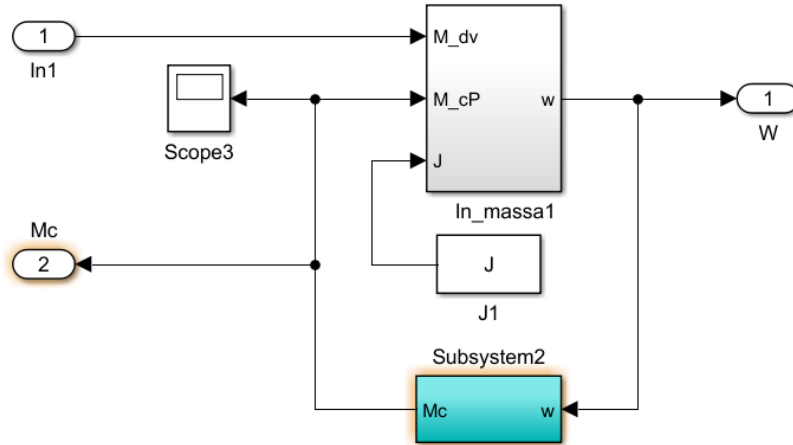 1
In1
M_dv
Scope3
M_cP
w
1
W
J
In_massa1
Mc
2
J
J1
Subsystem2
Mc
w